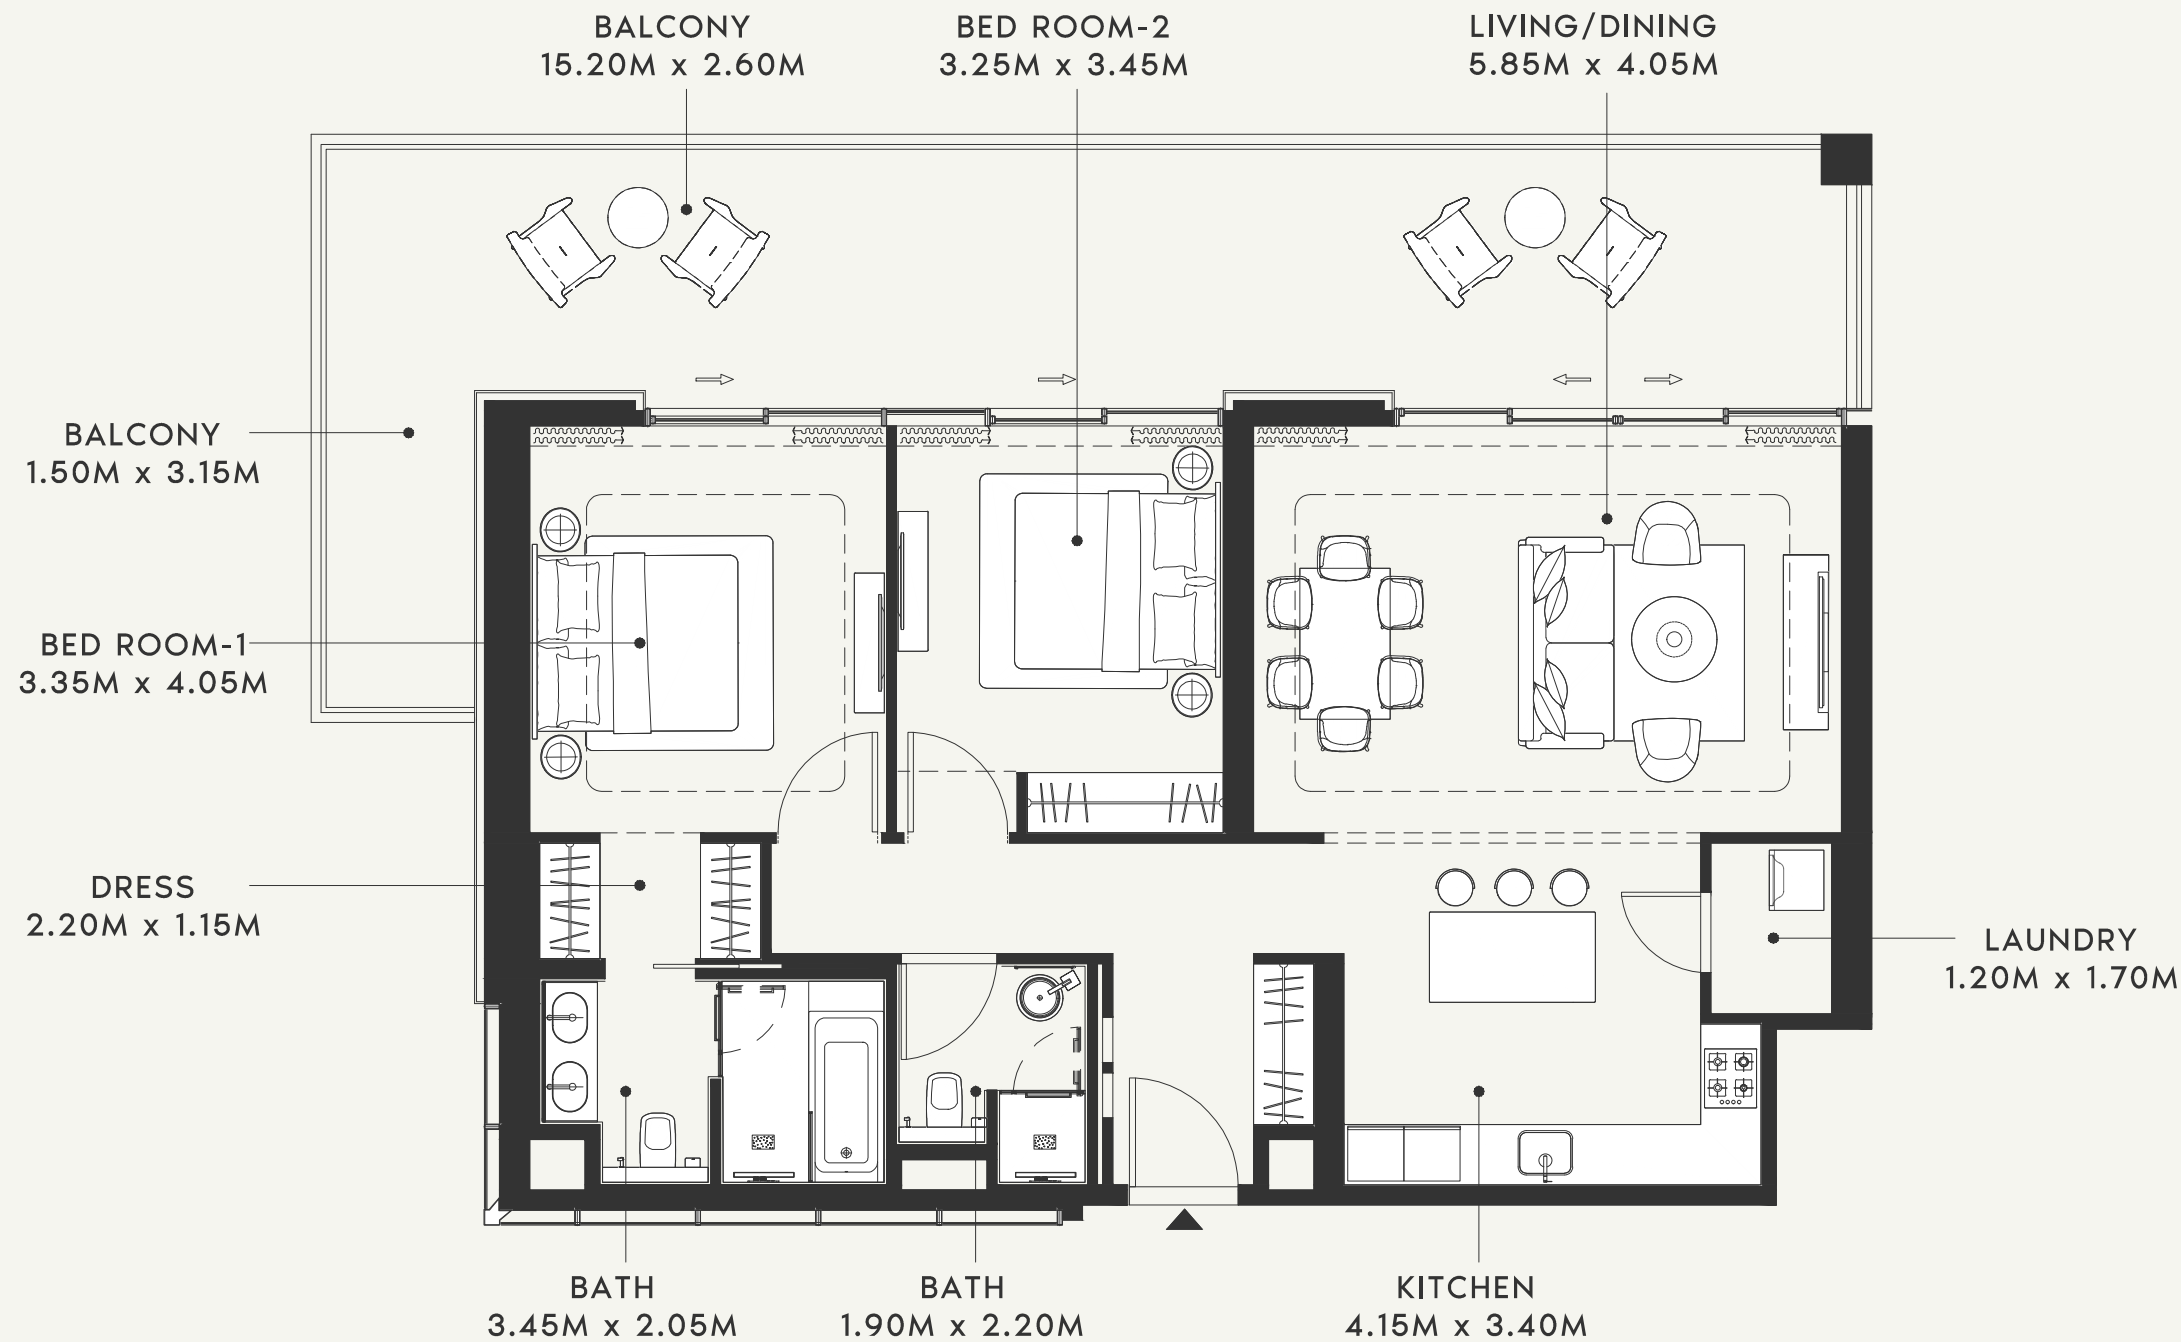 BALCONY
15.20M x 2.60M
BED ROOM-2
3.25M x 3.45M
LIVING/DINING
5.85M x 4.05M
BALCONY
1.50M x 3.15M
BED ROOM-1
3.35M x 4.05M
DRESS
2.20M x 1.15M
LAUNDRY
1.20M x 1.70M
BATH
3.45M x 2.05M
BATH
1.90M x 2.20M
KITCHEN
4.15M x 3.40M